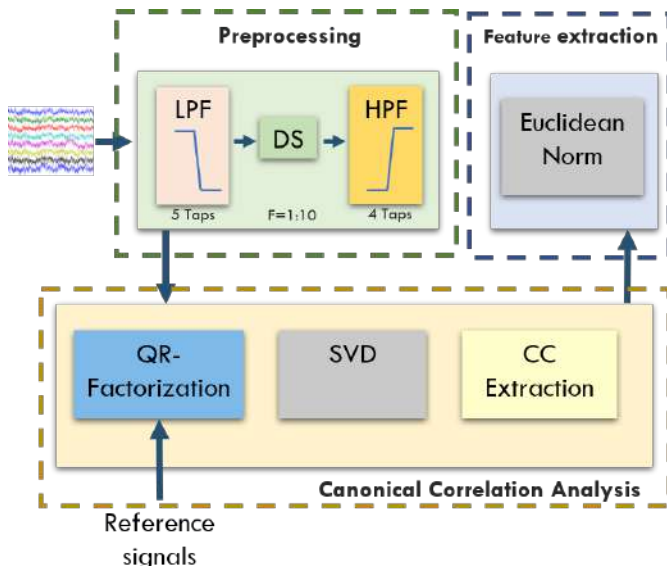 Preprocessing
Feature extraction
LPF
DS
HPF
5 Taps
F=1:10
4 Taps
Euclidean
Norm
QR-
Factorization
SVD
CC
Extraction
Canonical Correlation Analysis
Reference
signals